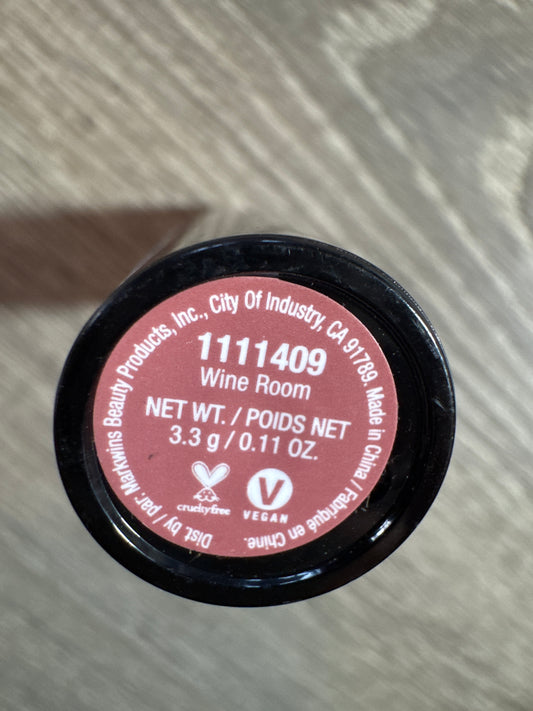 Dist. by / par: Markwins Beauty Products, Inc., City Of Industry, CA 91789. Made in China / Fabriqué en Chine.
1111409
Wine Room
NET WT. / POIDS NET
3.3 g / 0.11 OZ.
crueltyfree
V
VEGAN